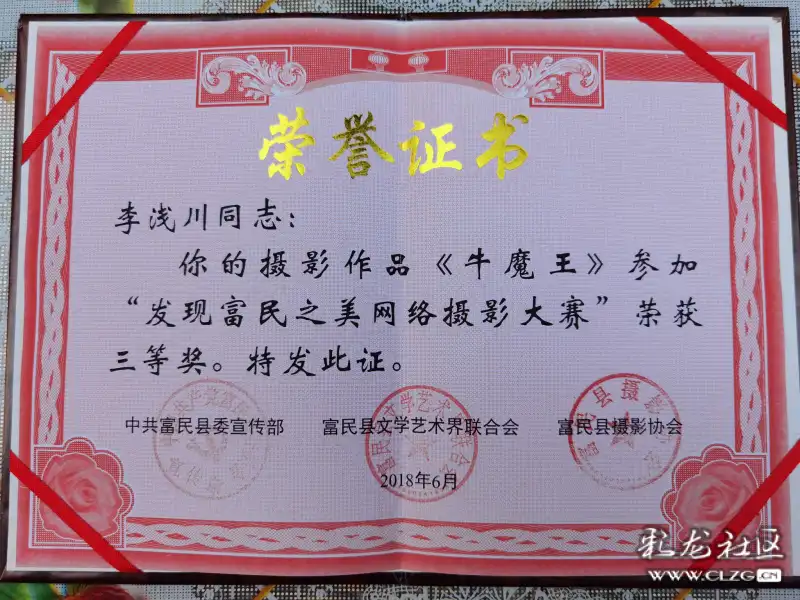 荣誉证书
李浅川同志：
你的摄影作品《牛魔王》参加
“发现富民之美网络摄影大赛”荣获
三等奖。特发此证。
中共富民县委宣传部 富民县文学艺术界联合会 富民县摄影协会
2018年6月
彩龙社区
WWW.CLZG.CN